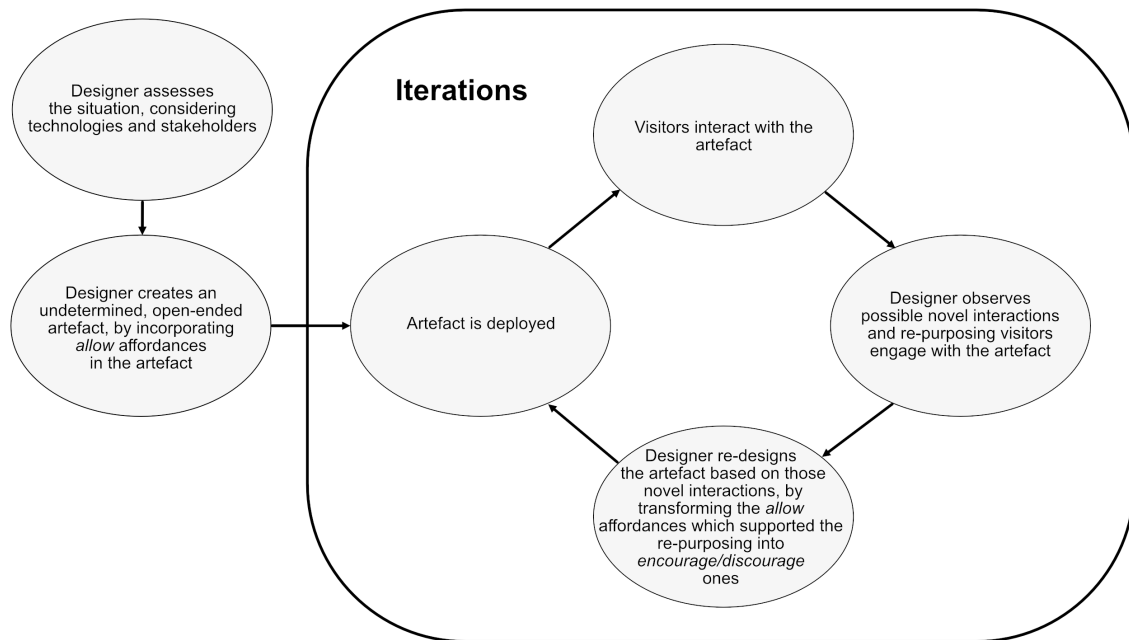 Designer assesses
the situation, considering
technologies and stakeholders
Designer creates an
undetermined, open-ended
artefact, by incorporating
allow affordances
in the artefact
Iterations
Artefact is deployed
Visitors interact with the
artefact
Designer observes
possible novel interactions
and re-purposing visitors
engage with the artefact
Designer re-designs
the artefact based on those
novel interactions, by
transforming the allow
affordances which supported the
re-purposing into
encourage/discourage
ones